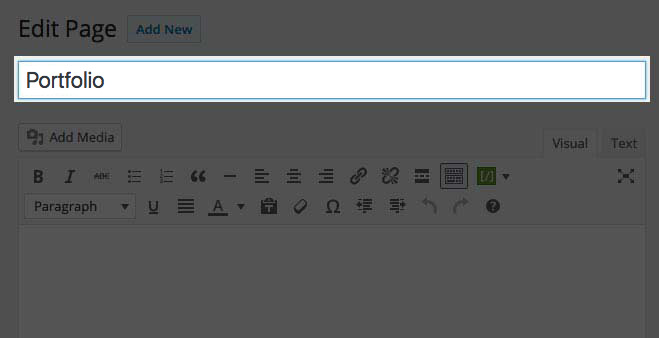 Edit Page Add New
Portfolio
Add Media
Visual Text
B I ABC [/]
Paragraph U A Ω ?